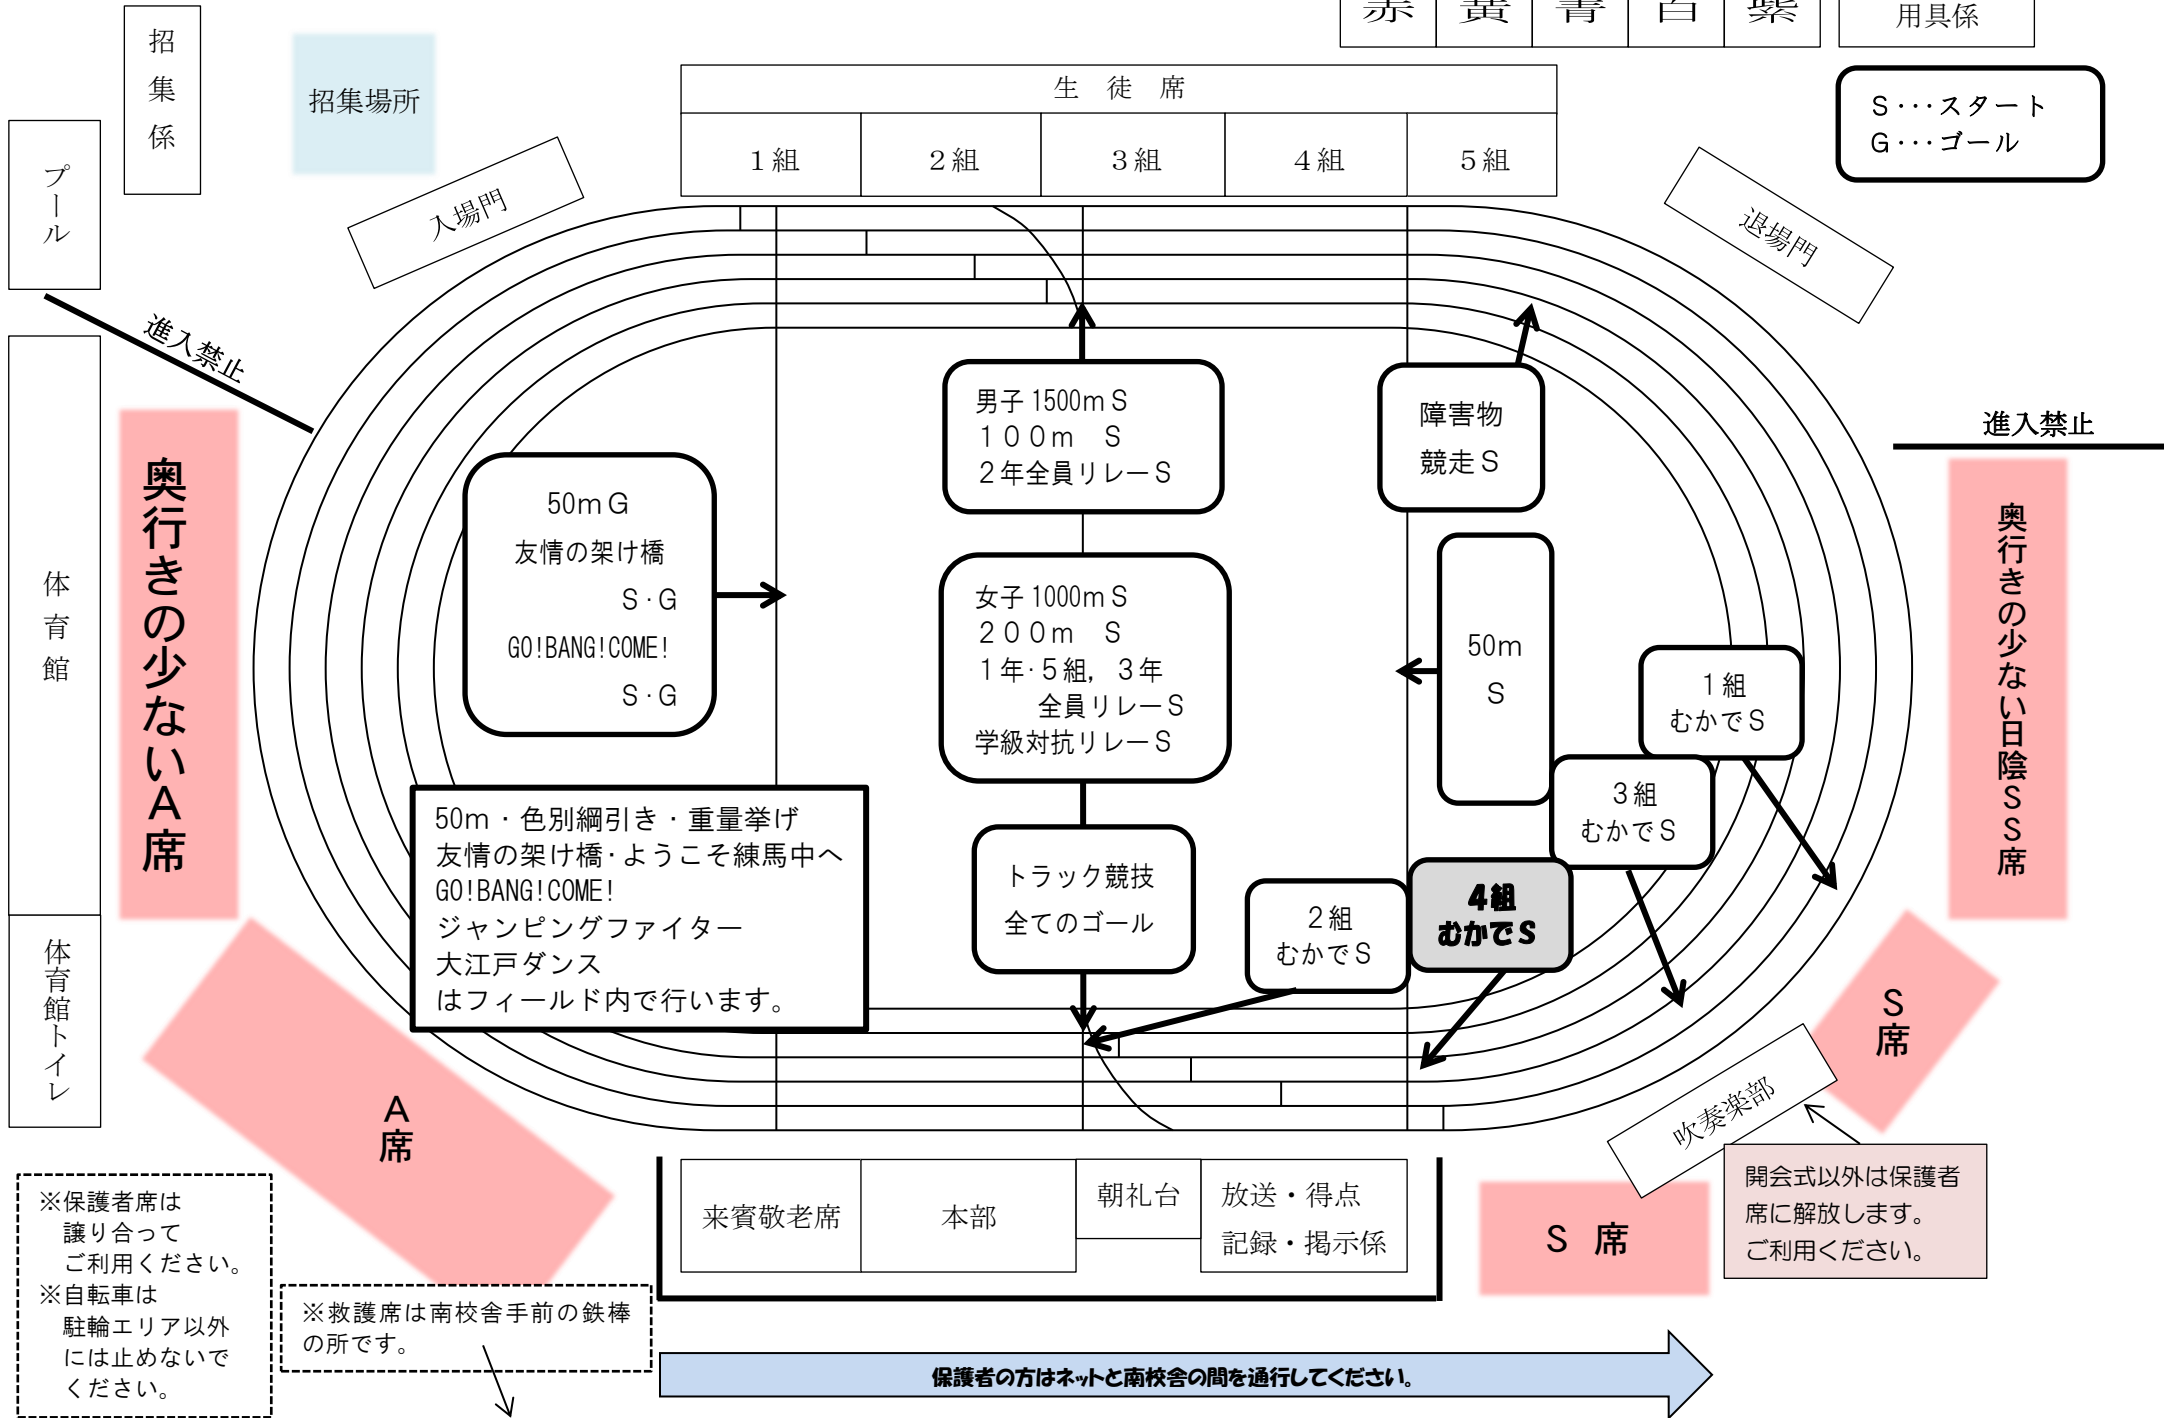 赤 黄 青 白 紫
用具係
招集係
招集場所
生 徒 席
１組 ２組 ３組 ４組 ５組
S・・・スタート
G・・・ゴール
プール
入場門
退場門
進入禁止
進入禁止
体育館
奥行きの少ないＡ席
50mＧ
友情の架け橋
Ｓ・Ｇ
GO!BANG!COME!
Ｓ・Ｇ
男子1500mＳ
１００m　Ｓ
２年全員リレーＳ
障害物
競走Ｓ
女子1000mＳ
２００m　Ｓ
１年・５組，３年
全員リレーＳ
学級対抗リレーＳ
50m
Ｓ
１組
むかでＳ
３組
むかでＳ
４組
むかでＳ
２組
むかでＳ
トラック競技
全てのゴール
奥行きの少ない日陰ＳＳ席
50m・色別綱引き・重量挙げ
友情の架け橋・ようこそ練馬中へ
GO!BANG!COME!
ジャンピングファイター
大江戸ダンス
はフィールド内で行います。
体育館トイレ
Ａ席
Ｓ席
吹奏楽部
開会式以外は保護者
席に解放します。
ご利用ください。
来賓敬老席
本部
朝礼台
放送・得点
記録・掲示係
Ｓ 席
※保護者席は
譲り合って
ご利用ください。
※自転車は
駐輪エリア以外
には止めないで
ください。
※救護席は南校舎手前の鉄棒
の所です。
保護者の方はネットと南校舎の間を通行してください。